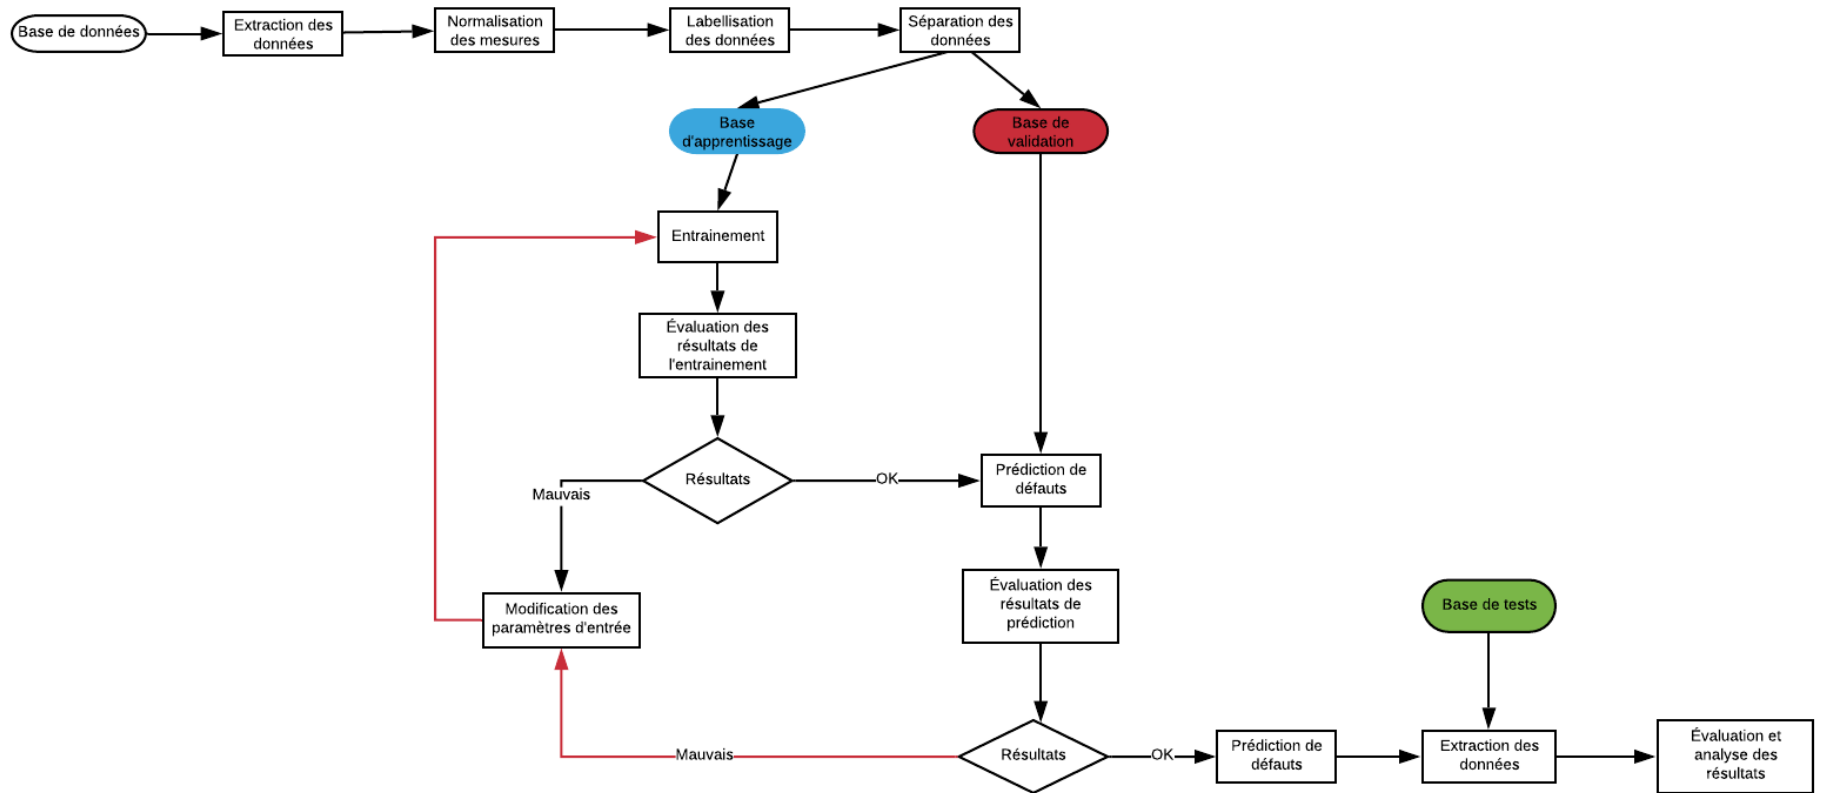 Base de données
Extraction des
données
Normalisation
des mesures
Labellisation
des données
Séparation des
données
Base
d'apprentissage
Base de
validation
Entrainement
Évaluation des
résultats de
l'entrainement
Résultats
OK
Mauvais
Prédiction de
défauts
Modification des
paramètres d'entrée
Évaluation des
résultats de
prédiction
Base de tests
Mauvais
Résultats
OK
Prédiction de
défauts
Extraction des
données
Évaluation et
analyse des
résultats